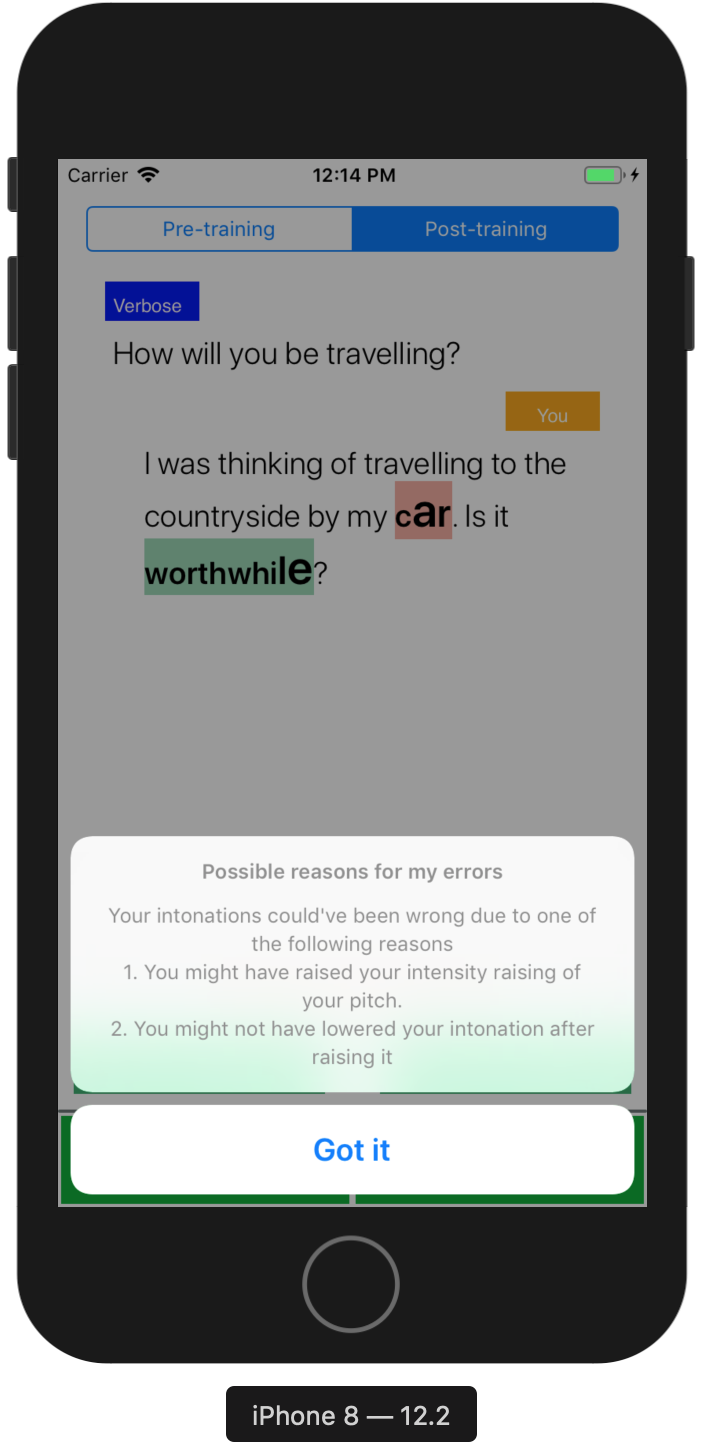 Carrier 12:14 PM
Pre-training Post-training
Verbose
How will you be travelling?
You
I was thinking of travelling to the
countryside by my car. Is it
worthwhile?
Possible reasons for my errors
Your intonations could've been wrong due to one of
the following reasons
1. You might have raised your intensity raising of
your pitch.
2. You might not have lowered your intonation after
raising it
Got it
iPhone 8 — 12.2